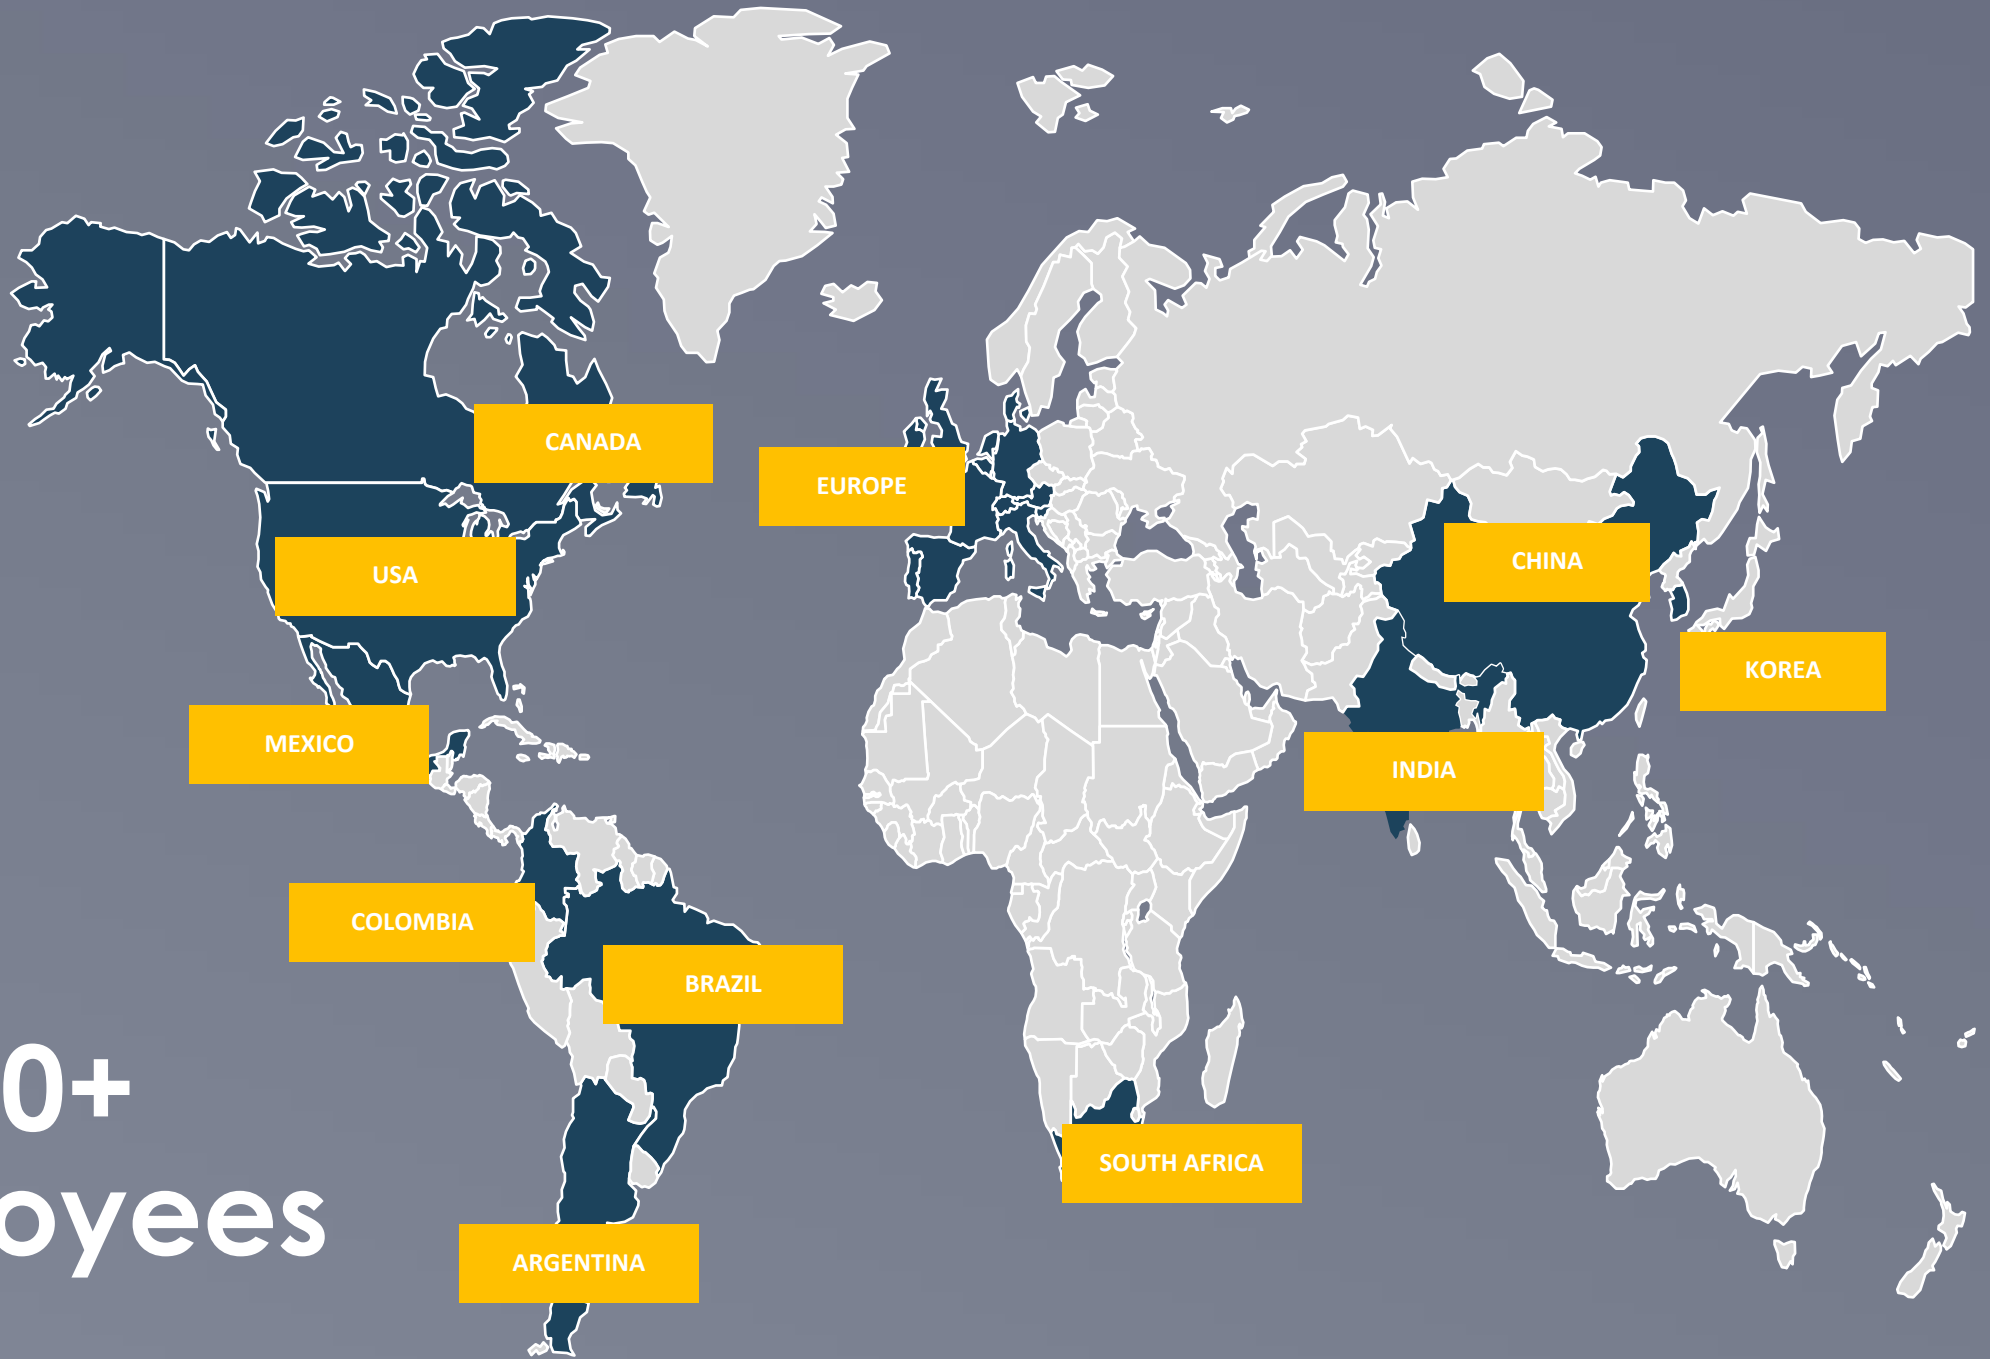 CANADA
EUROPE
CHINA
USA
KOREA
MEXICO
INDIA
COLOMBIA
BRAZIL
0+
oyees
SOUTH AFRICA
ARGENTINA